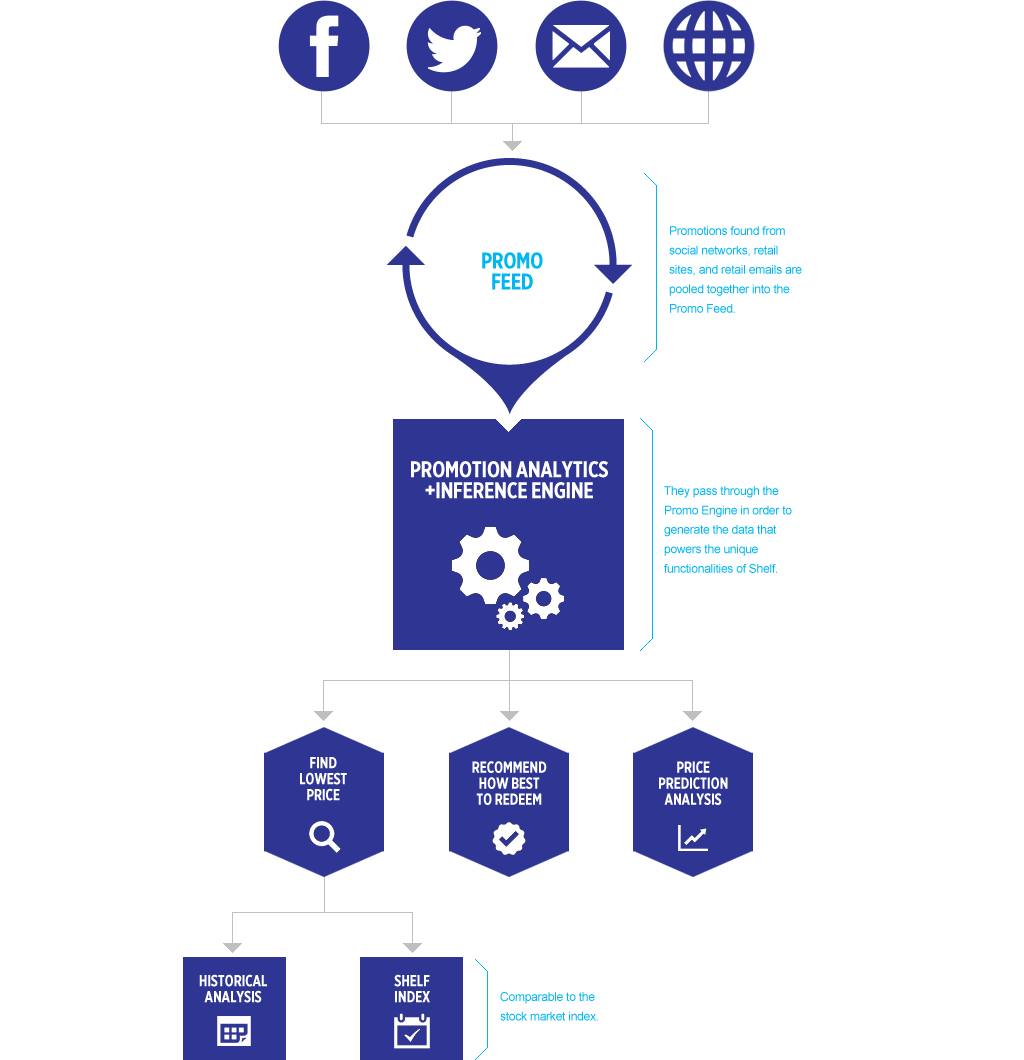 PROMO
FEED
Promotions found from
social networks, retail
sites, and retail emails are
pooled together into the
Promo Feed.
PROMOTION ANALYTICS
+INFERENCE ENGINE
They pass through the
Promo Engine in order to
generate the data that
powers the unique
functionalities of Shelf.
FIND
LOWEST
PRICE
RECOMMEND
HOW BEST
TO REDEEM
PRICE
PREDICTION
ANALYSIS
HISTORICAL
ANALYSIS
SHELF
INDEX
Comparable to the
stock market index.